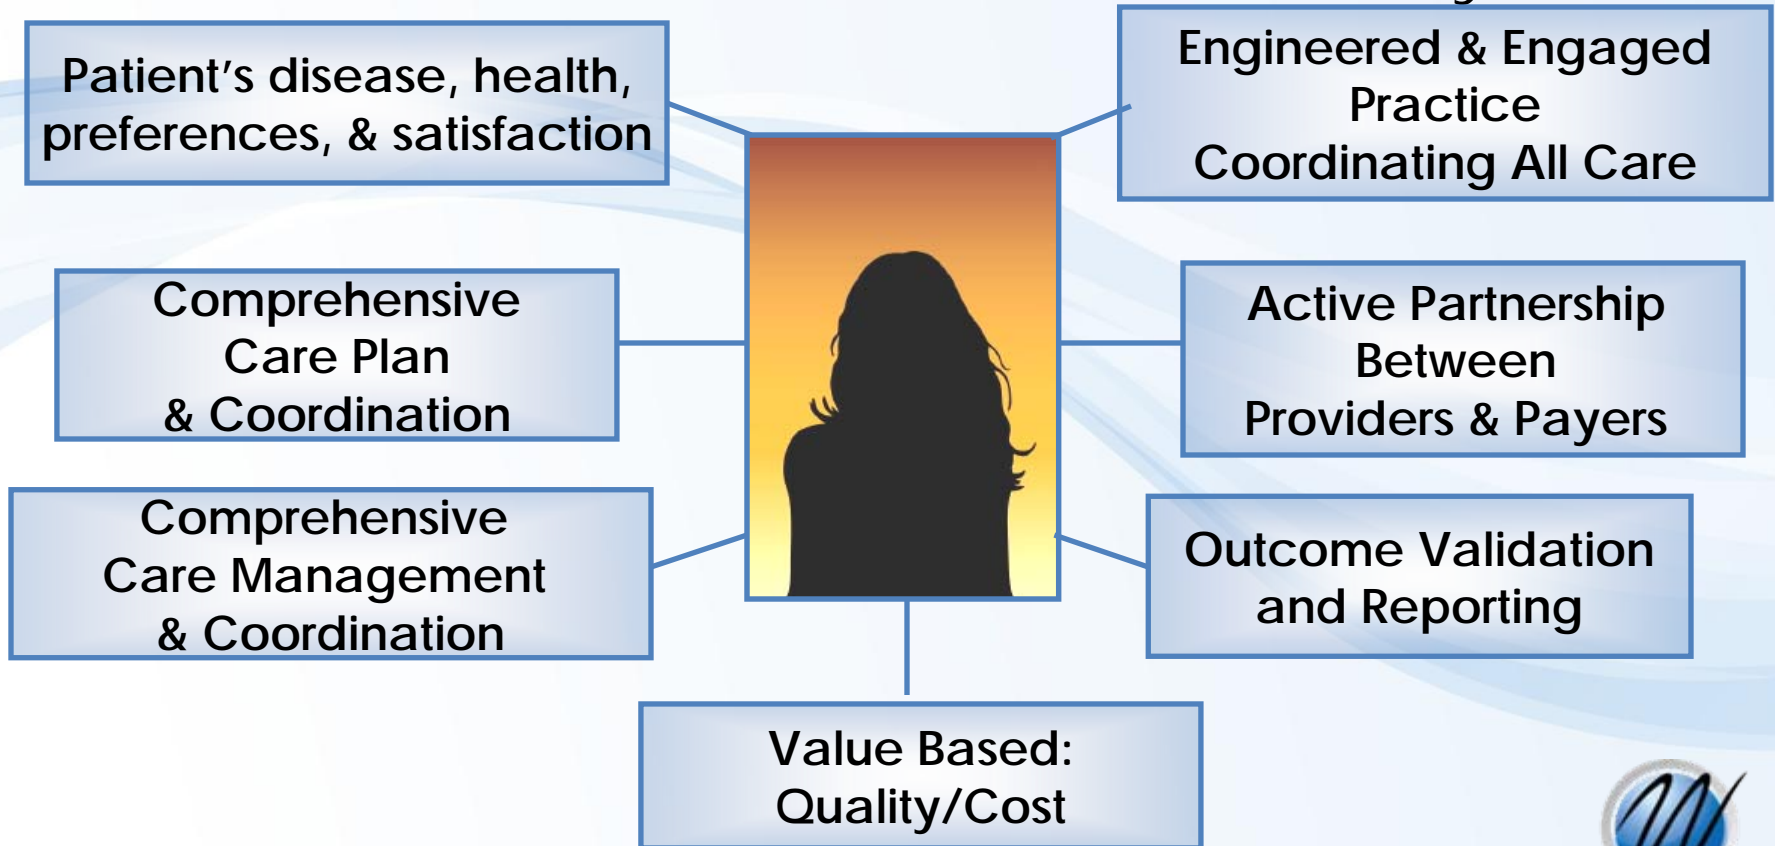 Patient’s disease, health,
preferences, & satisfaction
Engineered & Engaged
Practice
Coordinating All Care
Comprehensive
Care Plan
& Coordination
Active Partnership
Between
Providers & Payers
Comprehensive
Care Management
& Coordination
Outcome Validation
and Reporting
Value Based:
Quality/Cost